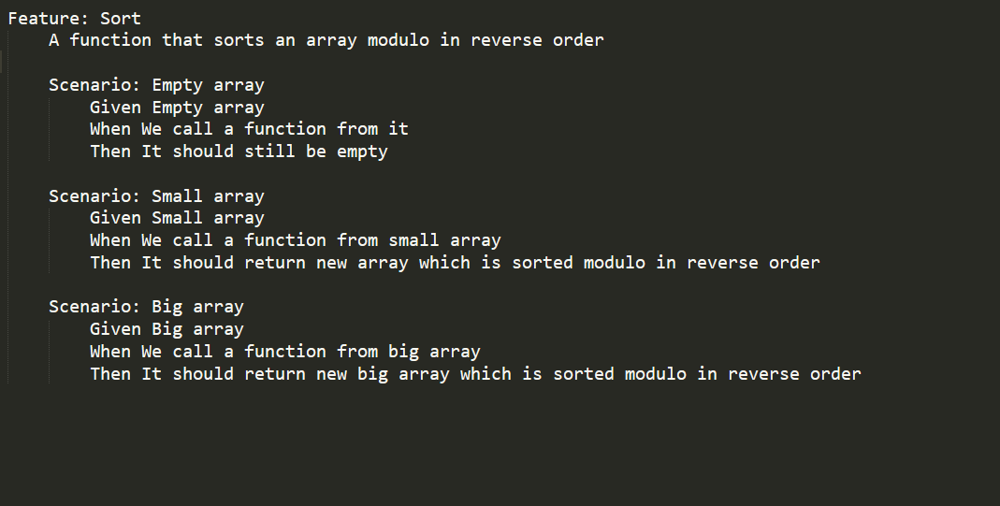 Feature: Sort
A function that sorts an array modulo in reverse order
Scenario: Empty array
Given Empty array
When We call a function from it
Then It should still be empty
Scenario: Small array
Given Small array
When We call a function from small array
Then It should return new array which is sorted modulo in reverse order
Scenario: Big array
Given Big array
When We call a function from big array
Then It should return new big array which is sorted modulo in reverse order